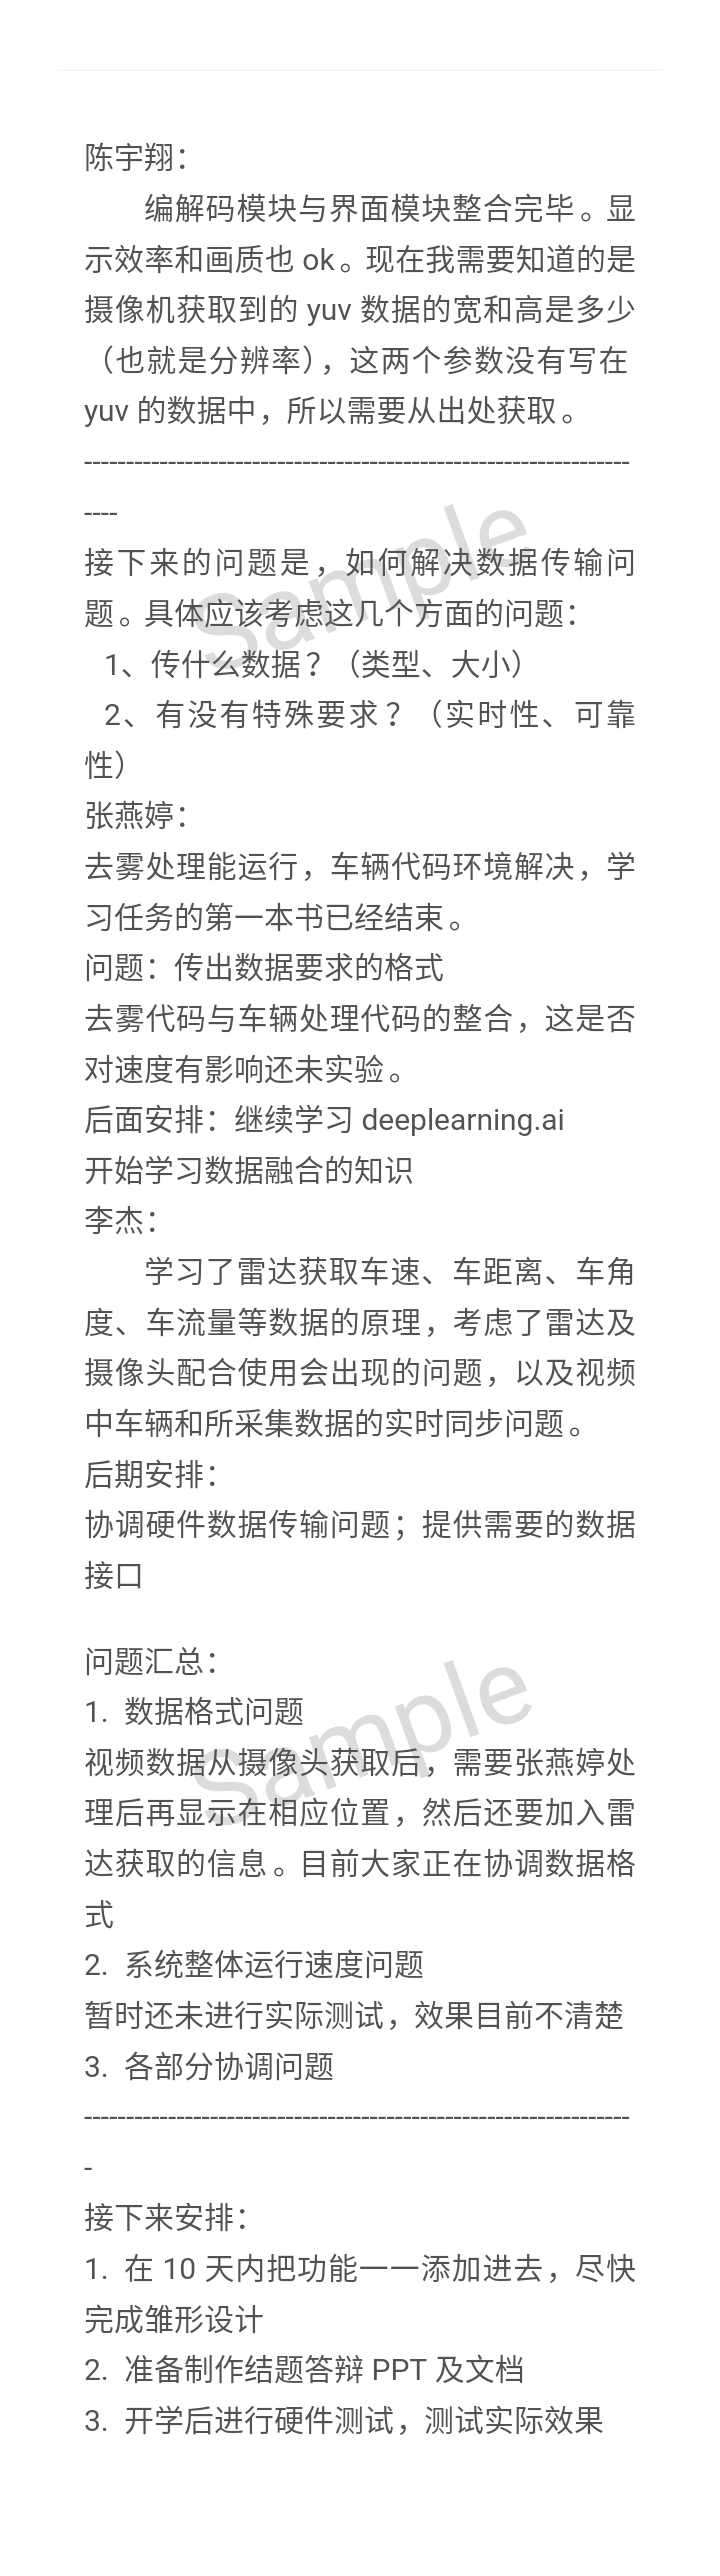 陈宇翔：
编解码模块与界面模块整合完毕。显
示效率和画质也 ok。现在我需要知道的是
摄像机获取到的 yuv 数据的宽和高是多少
（也就是分辨率），这两个参数没有写在
yuv 的数据中，所以需要从出处获取。
-----------------------------------------------------------------
----
接下来的问题是，如何解决数据传输问
题。具体应该考虑这几个方面的问题：
Sample
1、传什么数据？（类型、大小）
2、有没有特殊要求？（实时性、可靠
性）
张燕婷：
去雾处理能运行，车辆代码环境解决，学
习任务的第一本书已经结束。
问题：传出数据要求的格式
去雾代码与车辆处理代码的整合，这是否
对速度有影响还未实验。
后面安排：继续学习 deeplearning.ai
开始学习数据融合的知识
李杰：
学习了雷达获取车速、车距离、车角
度、车流量等数据的原理，考虑了雷达及
摄像头配合使用会出现的问题，以及视频
中车辆和所采集数据的实时同步问题。
后期安排：
协调硬件数据传输问题；提供需要的数据
接口
问题汇总：
1. 数据格式问题
Sample
视频数据从摄像头获取后，需要张燕婷处
理后再显示在相应位置，然后还要加入雷
达获取的信息。目前大家正在协调数据格
式
2. 系统整体运行速度问题
暂时还未进行实际测试，效果目前不清楚
3. 各部分协调问题
-----------------------------------------------------------------
-
接下来安排：
1. 在 10 天内把功能一一添加进去，尽快
完成雏形设计
2. 准备制作结题答辩 PPT 及文档
3. 开学后进行硬件测试，测试实际效果